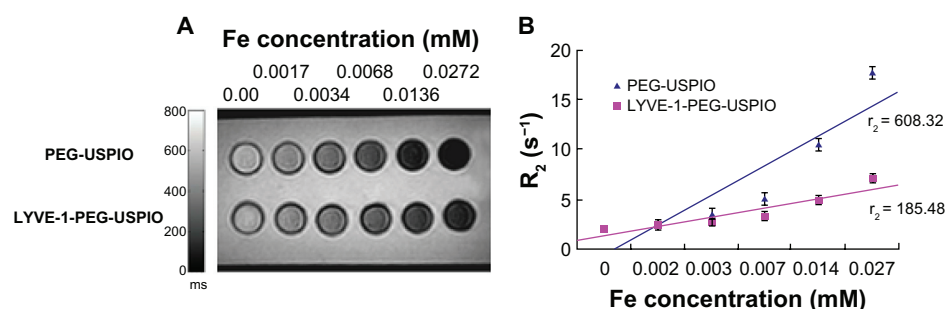 A
Fe concentration (mM)
0.0017 0.0068 0.0272
0.00 0.0034 0.0136
800
600
400
200
0
ms
PEG-USPIO
LYVE-1-PEG-USPIO
B
20
15
10
5
0
R₂ (s⁻¹)
PEG-USPIO
LYVE-1-PEG-USPIO
r₂ = 608.32
r₂ = 185.48
0 0.002 0.003 0.007 0.014 0.027
Fe concentration (mM)